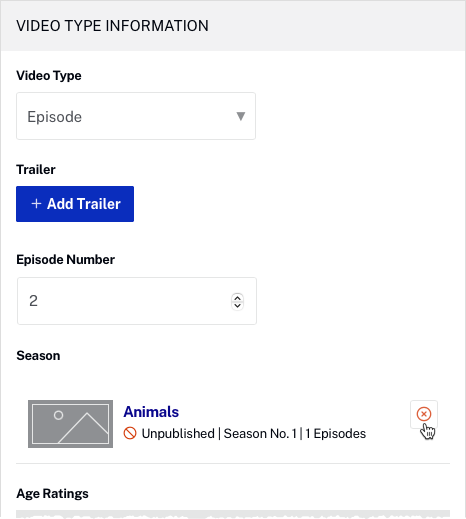 VIDEO TYPE INFORMATION
Video Type
Episode
Trailer
+ Add Trailer
Episode Number
2
Season
Animals
Unpublished | Season No. 1 | 1 Episodes
Age Ratings